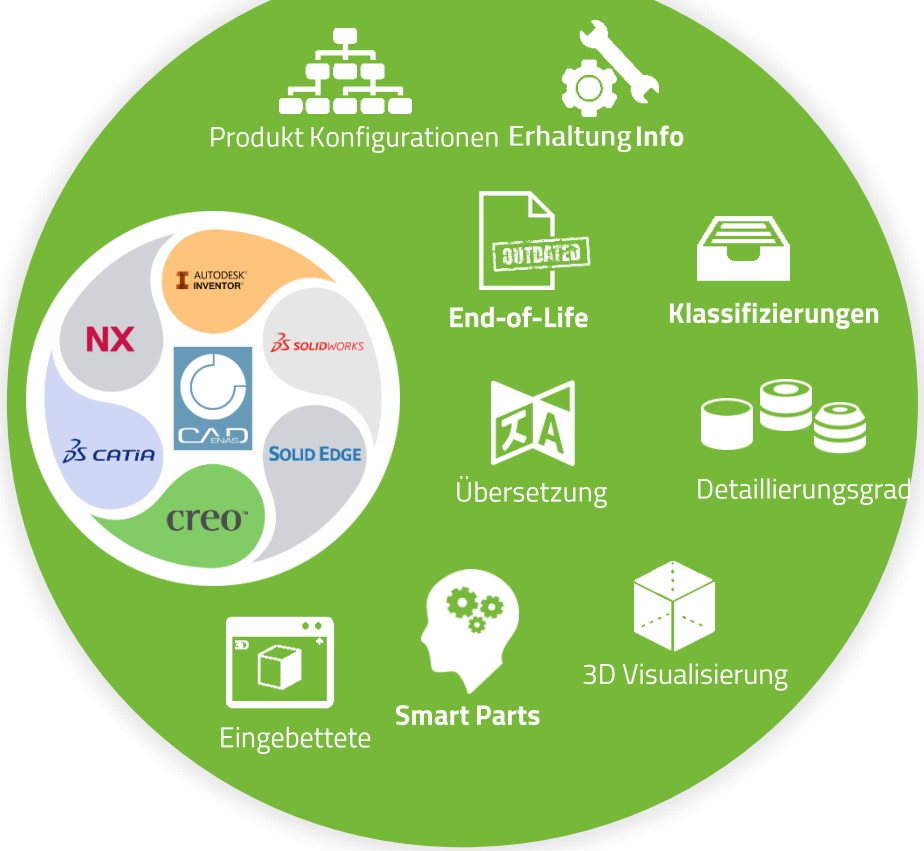 Produkt Konfigurationen
Erhaltung Info
OUTDATED
End-of-Life
Klassifizierungen
AUTODESK®
INVENTOR®
NX
SOLIDWORKS
CAD
ENAS
CATIA
SOLID EDGE
creo™
A
Übersetzung
Detaillierungsgrad
3D
Eingebettete
Smart Parts
3D Visualisierung